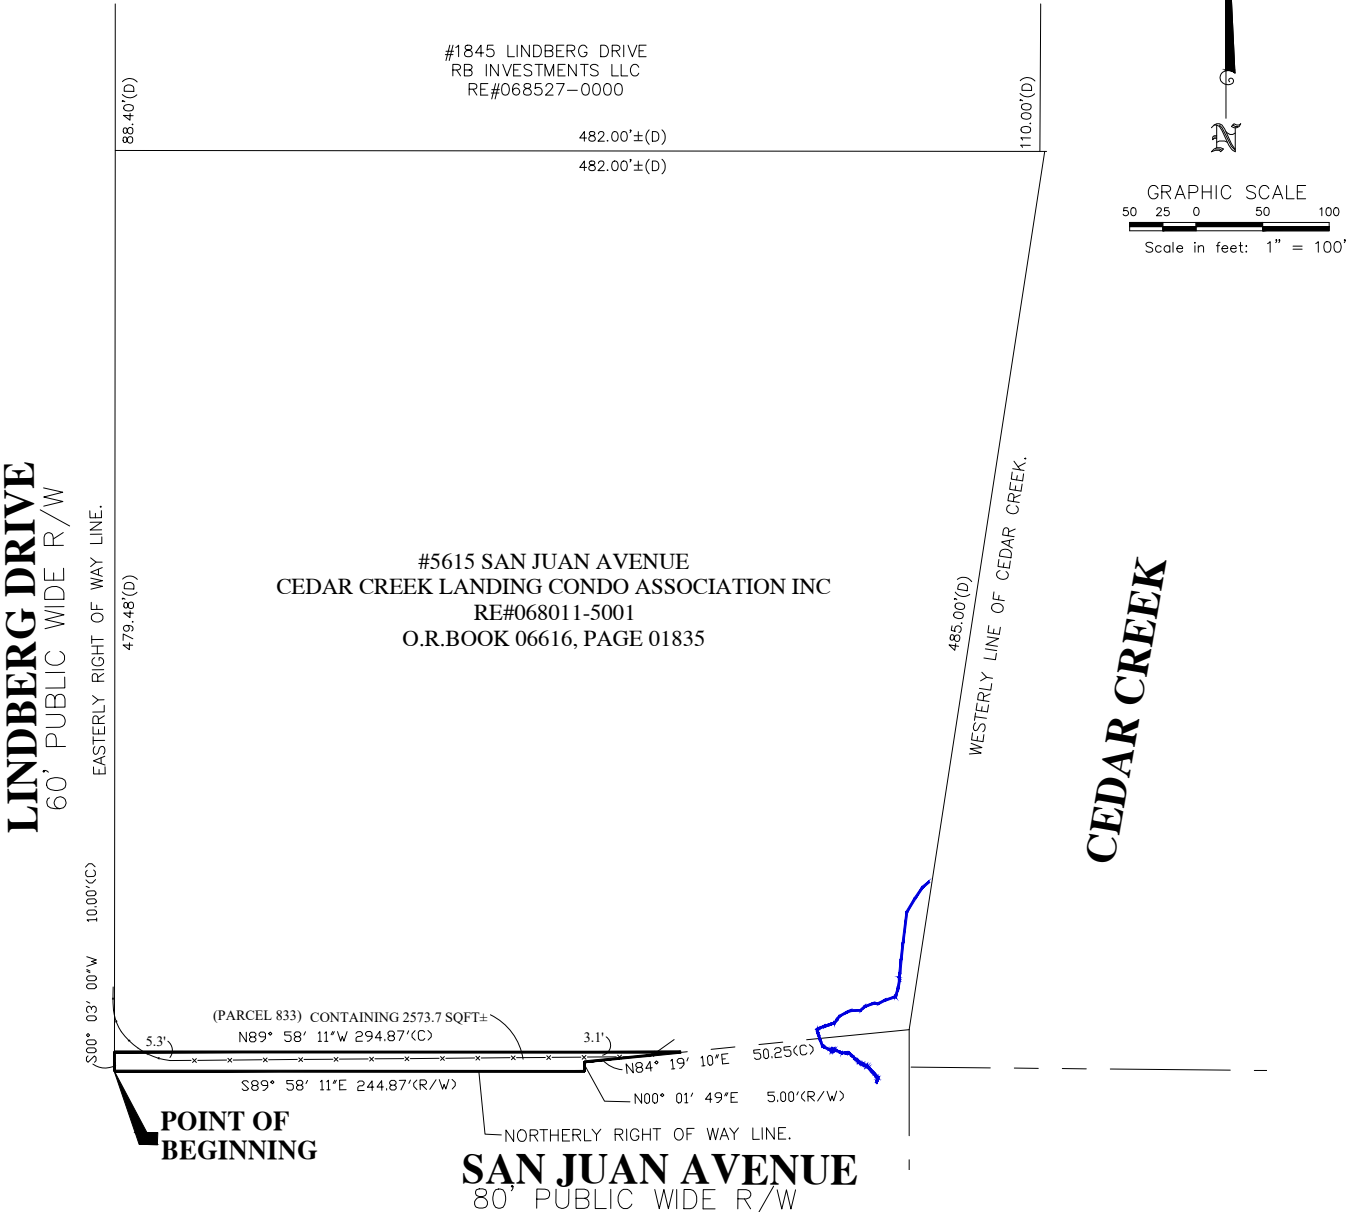 #1845 LINDBERG DRIVE
RB INVESTMENTS LLC
RE#068527-0000
88.40'(D)
110.00'(D)
482.00'±(D)
482.00'±(D)
N
GRAPHIC SCALE
50 25 0 50 100
Scale in feet: 1" = 100'
LINDBERG DRIVE
60' PUBLIC WIDE R/W
EASTERLY RIGHT OF WAY LINE.
479.48'(D)
#5615 SAN JUAN AVENUE
CEDAR CREEK LANDING CONDO ASSOCIATION INC
RE#068011-5001
O.R.BOOK 06616, PAGE 01835
485.00'(D)
WESTERLY LINE OF CEDAR CREEK.
CEDAR CREEK
S00° 03' 00"W 10.00'(C)
(PARCEL 833) CONTAINING 2573.7 SQFT±
N89° 58' 11"W 294.87'(C)
5.3'
3.1'
N84° 19' 10"E 50.25(C)
S89° 58' 11"E 244.87'(R/W)
N00° 01' 49"E 5.00'(R/W)
POINT OF
BEGINNING
NORTHERLY RIGHT OF WAY LINE.
SAN JUAN AVENUE
80' PUBLIC WIDE R/W